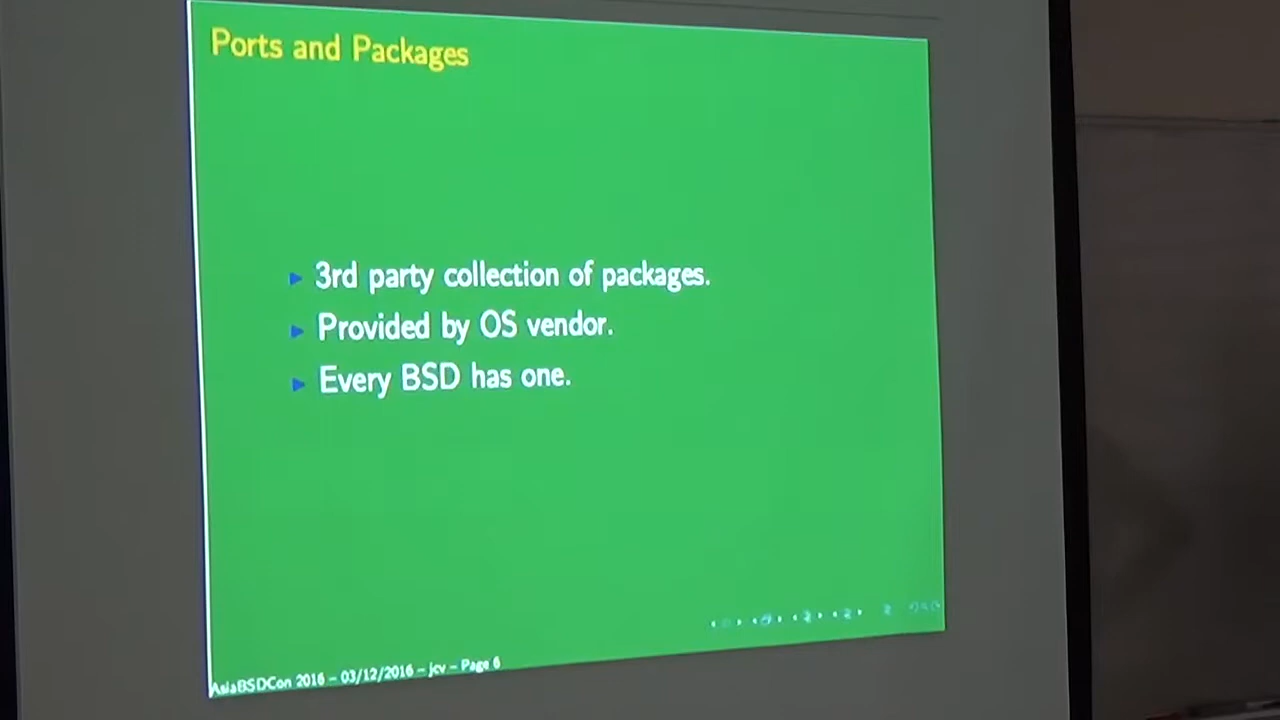 Ports and Packages
3rd party collection of packages.
Provided by OS vendor.
Every BSD has one.
AsiaBSDCon 2016 – 03/12/2016 – jcv – Page 6